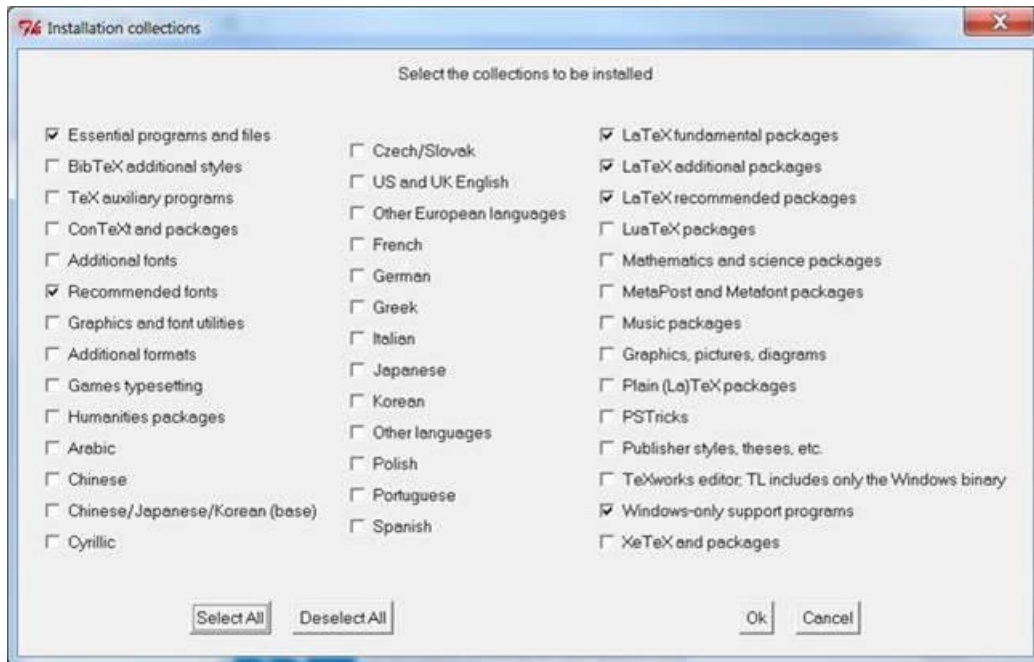 Installation collections
Select the collections to be installed
Essential programs and files
BibTeX additional styles
TeX auxiliary programs
ConTeXt and packages
Additional fonts
Recommended fonts
Graphics and font utilities
Additional formats
Games typesetting
Humanities packages
Arabic
Chinese
Chinese/Japanese/Korean (base)
Cyrillic
Czech/Slovak
US and UK English
Other European languages
French
German
Greek
Italian
Japanese
Korean
Other languages
Polish
Portuguese
Spanish
LaTeX fundamental packages
LaTeX additional packages
LaTeX recommended packages
LuaTeX packages
Mathematics and science packages
MetaPost and Metafont packages
Music packages
Graphics, pictures, diagrams
Plain (La)TeX packages
PSTricks
Publisher styles, theses, etc.
TeXworks editor; TL includes only the Windows binary
Windows-only support programs
XeTeX and packages
Select All
Deselect All
Ok
Cancel